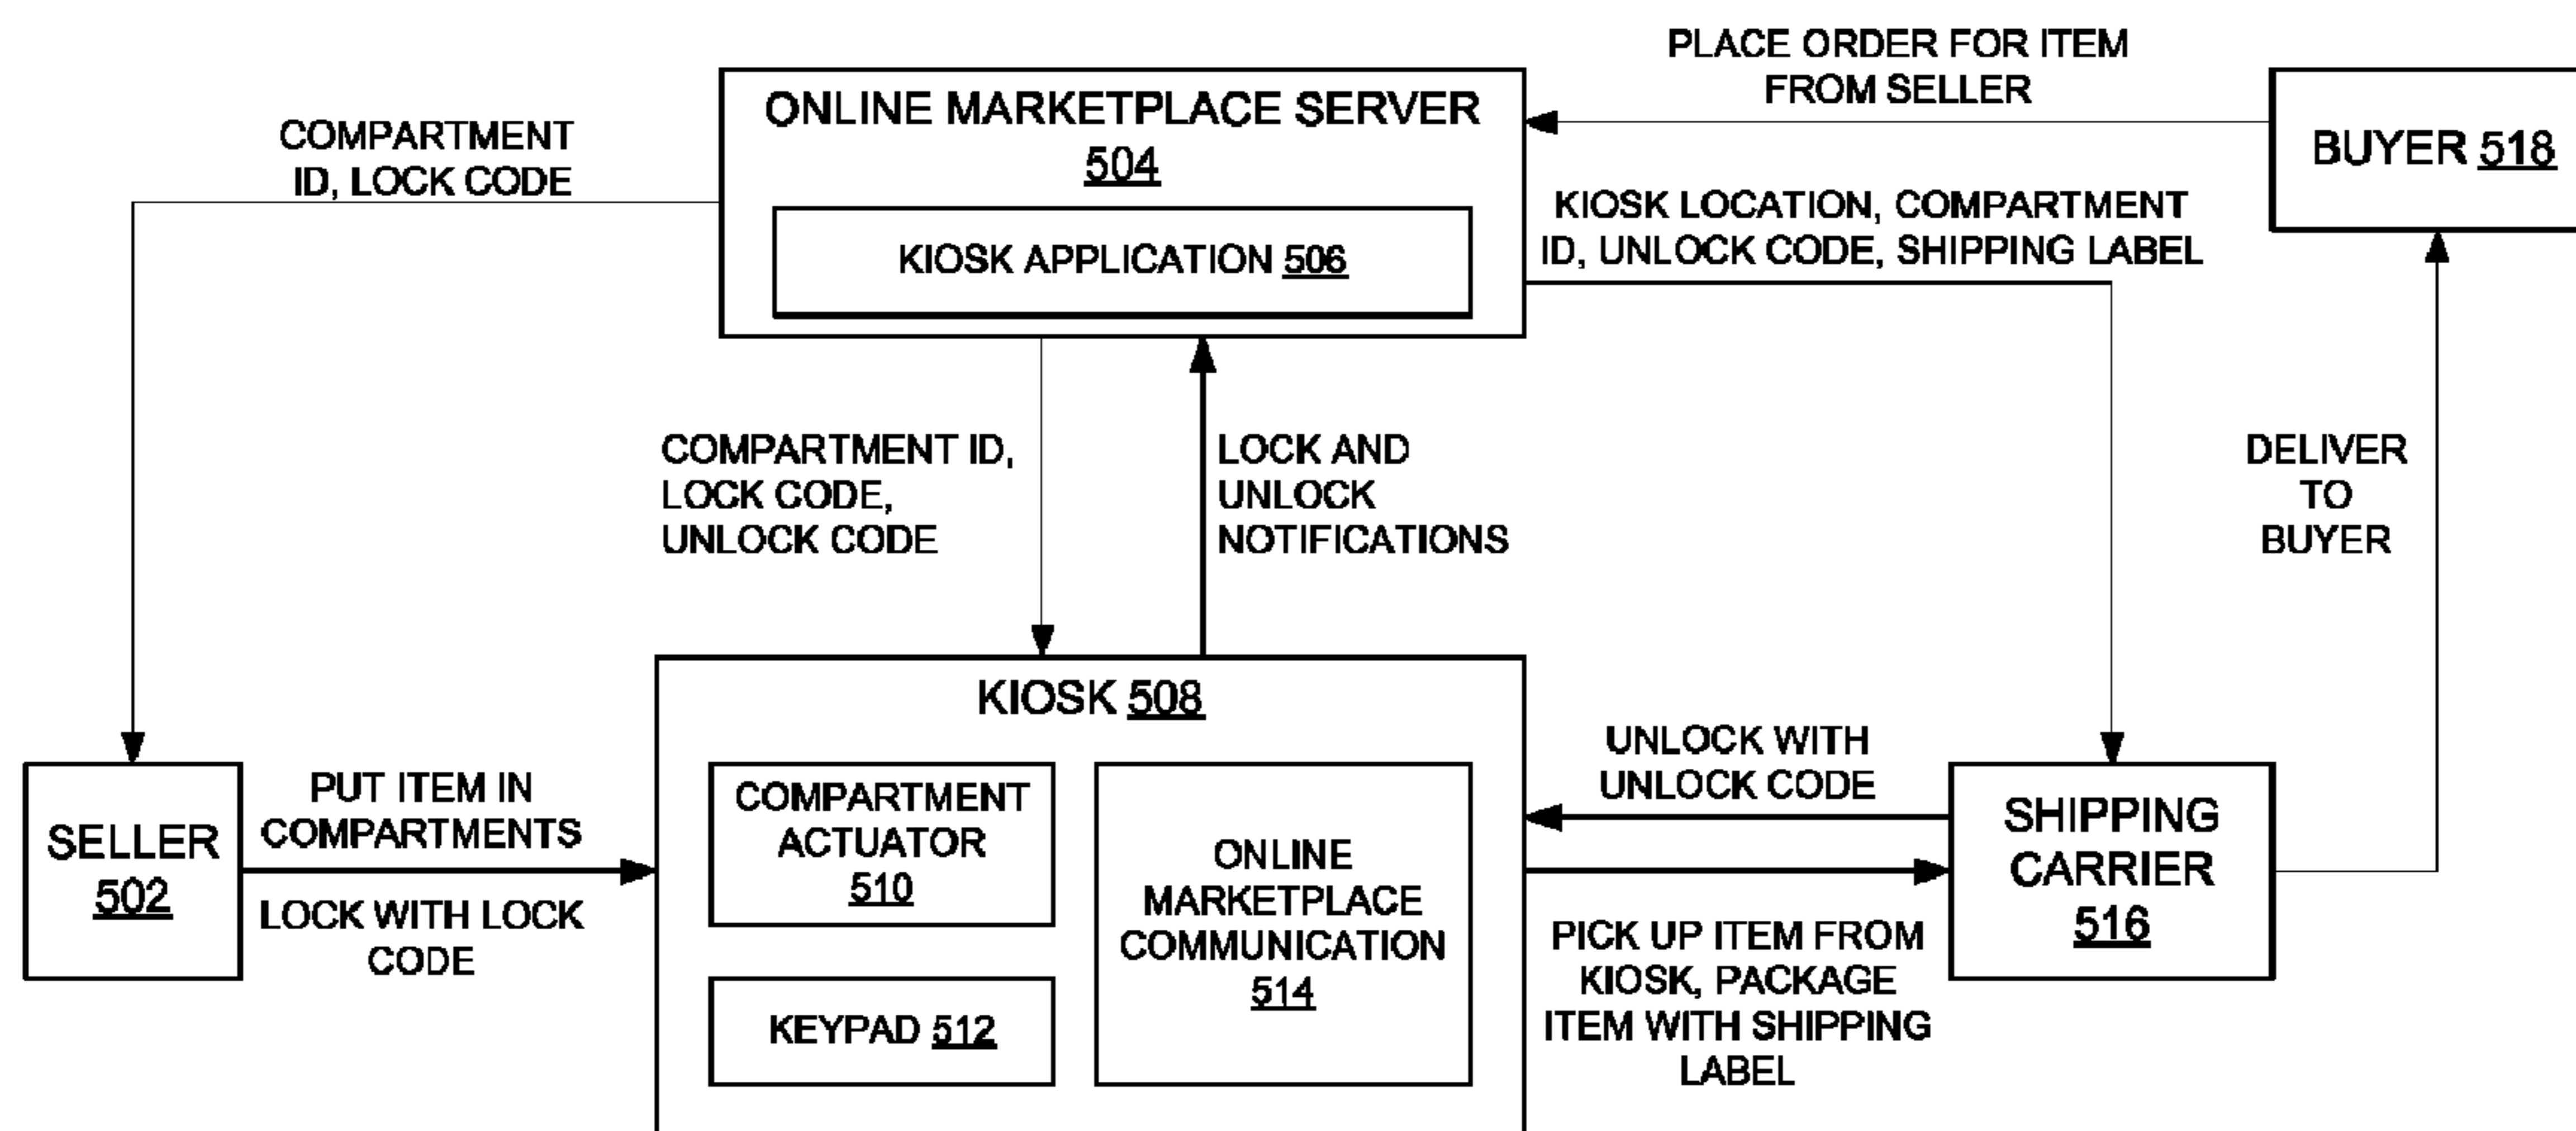 PLACE ORDER FOR ITEM
FROM SELLER
ONLINE MARKETPLACE SERVER
504
KIOSK APPLICATION 506
BUYER 518
COMPARTMENT
ID, LOCK CODE
KIOSK LOCATION, COMPARTMENT
ID, UNLOCK CODE, SHIPPING LABEL
COMPARTMENT ID,
LOCK CODE,
UNLOCK CODE
LOCK AND
UNLOCK
NOTIFICATIONS
DELIVER
TO
BUYER
SELLER
502
PUT ITEM IN
COMPARTMENTS
LOCK WITH LOCK
CODE
KIOSK 508
COMPARTMENT
ACTUATOR
510
KEYPAD 512
ONLINE
MARKETPLACE
COMMUNICATION
514
UNLOCK WITH
UNLOCK CODE
PICK UP ITEM FROM
KIOSK, PACKAGE
ITEM WITH SHIPPING
LABEL
SHIPPING
CARRIER
516